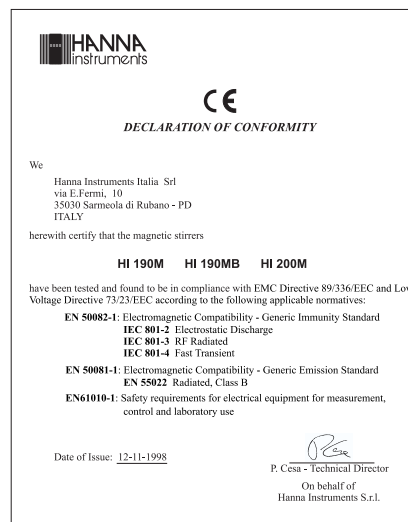 HANNA
instruments
CE
DECLARATION OF CONFORMITY
We
Hanna Instruments Italia Srl
via E.Fermi, 10
35030 Sarmeola di Rubano - PD
ITALY
herewith certify that the magnetic stirrers
HI 190M HI 190MB HI 200M
have been tested and found to be in compliance with EMC Directive 89/336/EEC and Low
Voltage Directive 73/23/EEC according to the following applicable normatives:
EN 50082-1: Electromagnetic Compatibility - Generic Immunity Standard
IEC 801-2 Electrostatic Discharge
IEC 801-3 RF Radiated
IEC 801-4 Fast Transient
EN 50081-1: Electromagnetic Compatibility - Generic Emission Standard
EN 55022 Radiated, Class B
EN61010-1: Safety requirements for electrical equipment for measurement,
control and laboratory use
Date of Issue: 12-11-1998
P. Cesa - Technical Director
On behalf of
Hanna Instruments S.r.l.